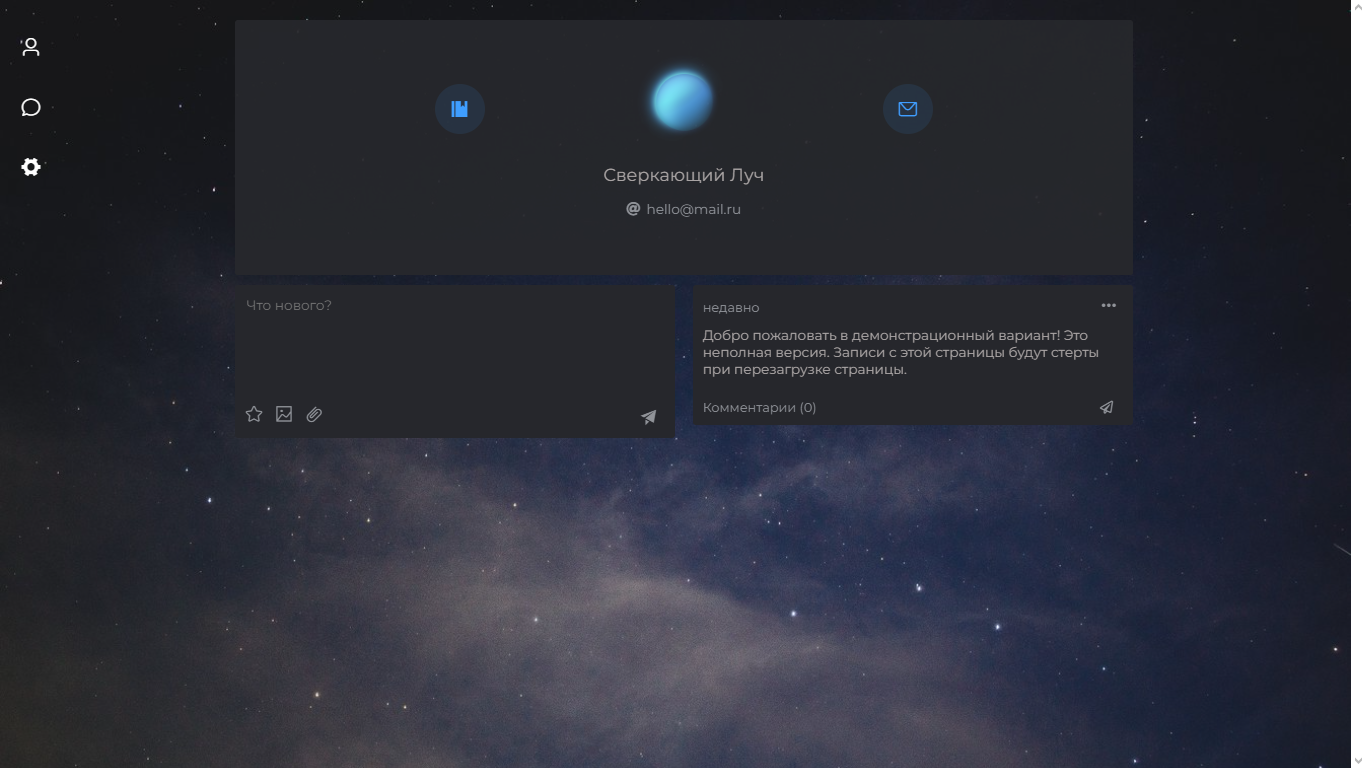 Сверкающий Луч
hello@mail.ru
Что нового?
недавно
Добро пожаловать в демонстрационный вариант! Это
неполная версия. Записи с этой страницы будут стерты
при перезагрузке страницы.
Комментарии (0)